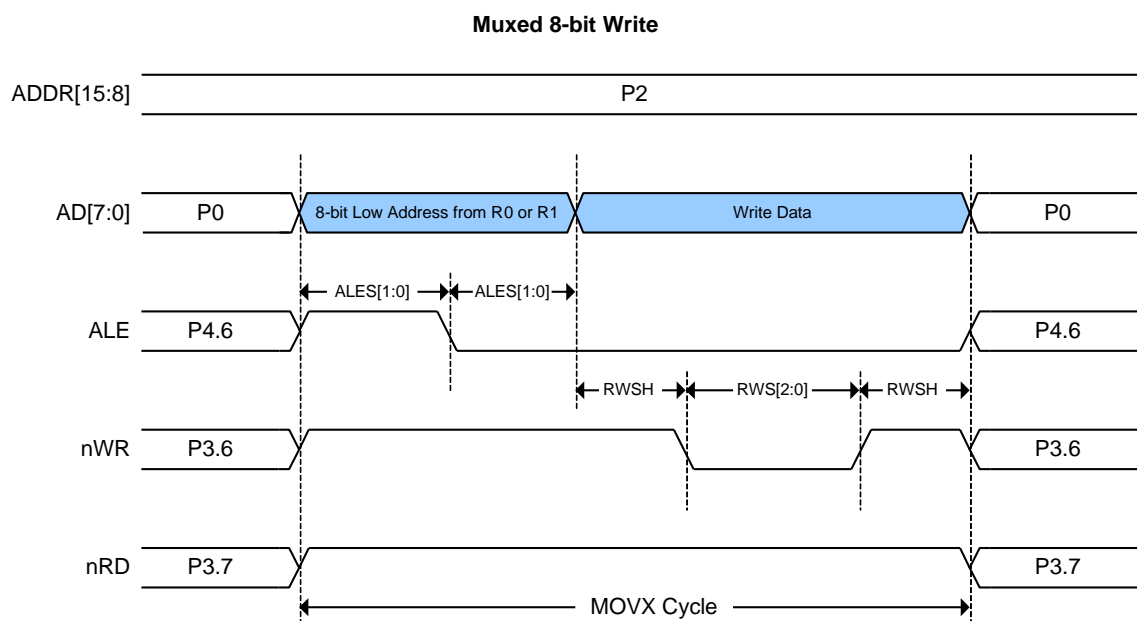 Muxed 8-bit Write
ADDR[15:8]
P2
AD[7:0]
P0
8-bit Low Address from R0 or R1
Write Data
P0
ALES[1:0]
ALES[1:0]
ALE
P4.6
P4.6
RWSH
RWS[2:0]
RWSH
nWR
P3.6
P3.6
nRD
P3.7
P3.7
MOVX Cycle